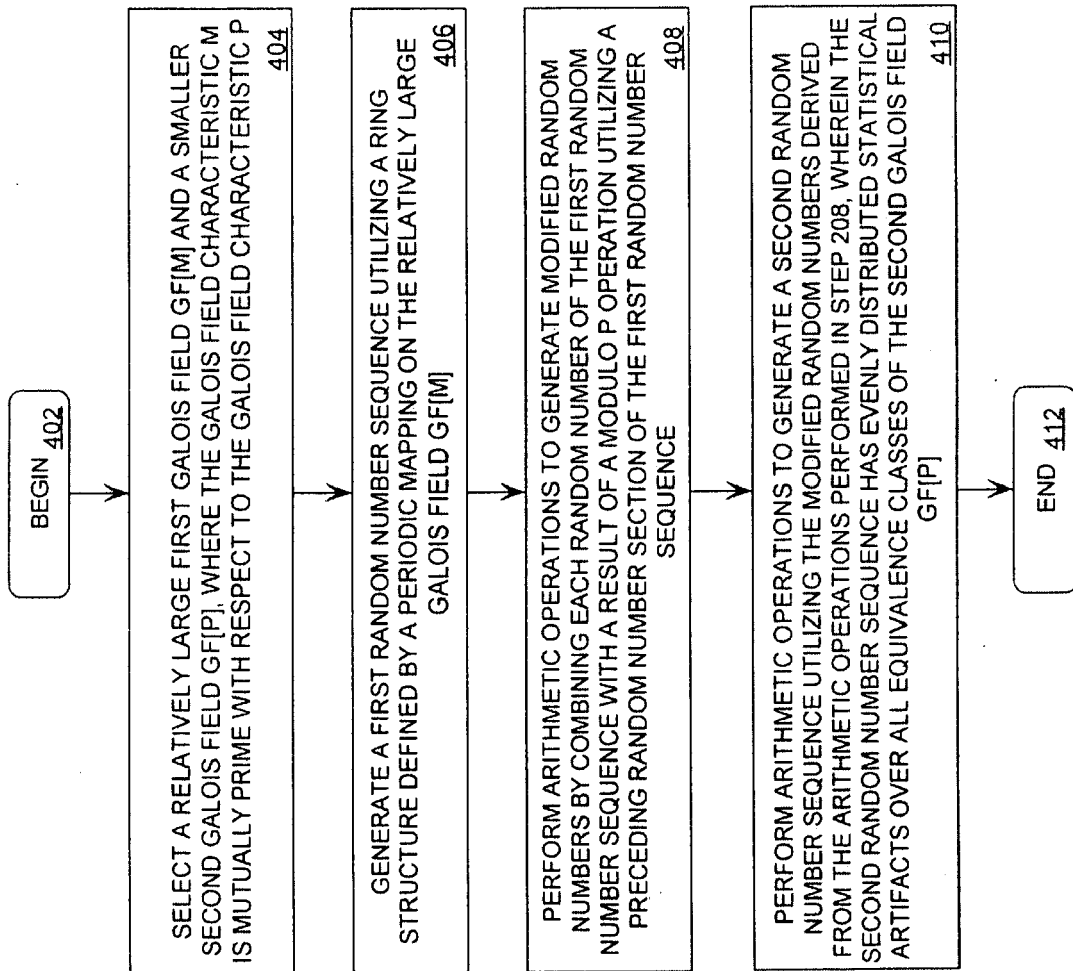 BEGIN 402
SELECT A RELATIVELY LARGE FIRST GALOIS FIELD GF[M] AND A SMALLER
SECOND GALOIS FIELD GF[P], WHERE THE GALOIS FIELD CHARACTERISTIC M
IS MUTUALLY PRIME WITH RESPECT TO THE GALOIS FIELD CHARACTERISTIC P
404
GENERATE A FIRST RANDOM NUMBER SEQUENCE UTILIZING A RING
STRUCTURE DEFINED BY A PERIODIC MAPPING ON THE RELATIVELY LARGE
GALOIS FIELD GF[M]
406
PERFORM ARITHMETIC OPERATIONS TO GENERATE MODIFIED RANDOM
NUMBERS BY COMBINING EACH RANDOM NUMBER OF THE FIRST RANDOM
NUMBER SEQUENCE WITH A RESULT OF A MODULO P OPERATION UTILIZING A
PRECEDING RANDOM NUMBER SECTION OF THE FIRST RANDOM NUMBER
SEQUENCE
408
PERFORM ARITHMETIC OPERATIONS TO GENERATE A SECOND RANDOM
NUMBER SEQUENCE UTILIZING THE MODIFIED RANDOM NUMBERS DERIVED
FROM THE ARITHMETIC OPERATIONS PERFORMED IN STEP 208, WHEREIN THE
SECOND RANDOM NUMBER SEQUENCE HAS EVENLY DISTRIBUTED STATISTICAL
ARTIFACTS OVER ALL EQUIVALENCE CLASSES OF THE SECOND GALOIS FIELD
GF[P]
410
END 412